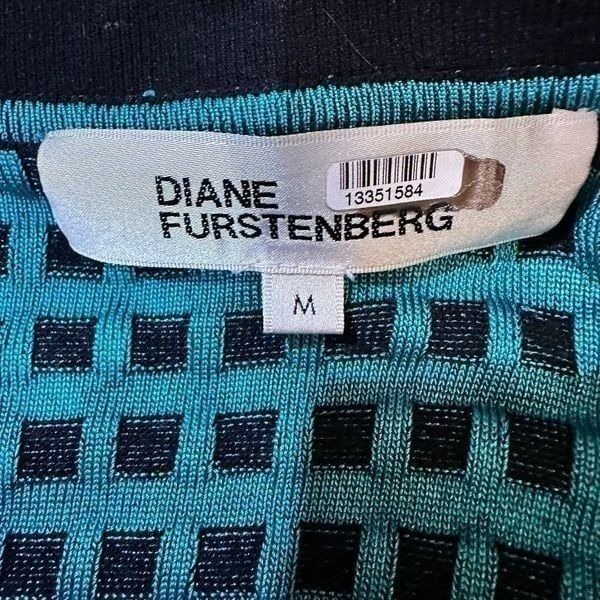 DIANE
FURSTENBERG
13351584
M